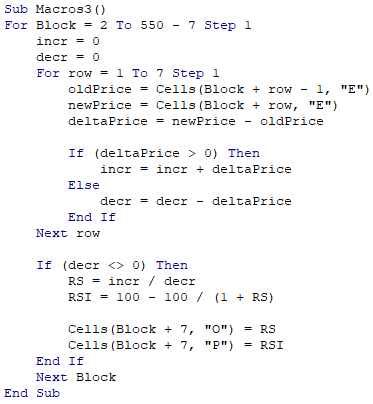 Sub Macros3()
For Block = 2 To 550 - 7 Step 1
    incr = 0
    decr = 0
    For row = 1 To 7 Step 1
        oldPrice = Cells(Block + row - 1, "E")
        newPrice = Cells(Block + row, "E")
        deltaPrice = newPrice - oldPrice

        If (deltaPrice > 0) Then
            incr = incr + deltaPrice
        Else
            decr = decr - deltaPrice
        End If
    Next row

    If (decr <> 0) Then
        RS = incr / decr
        RSI = 100 - 100 / (1 + RS)

        Cells(Block + 7, "O") = RS
        Cells(Block + 7, "P") = RSI
    End If
    Next Block
End Sub